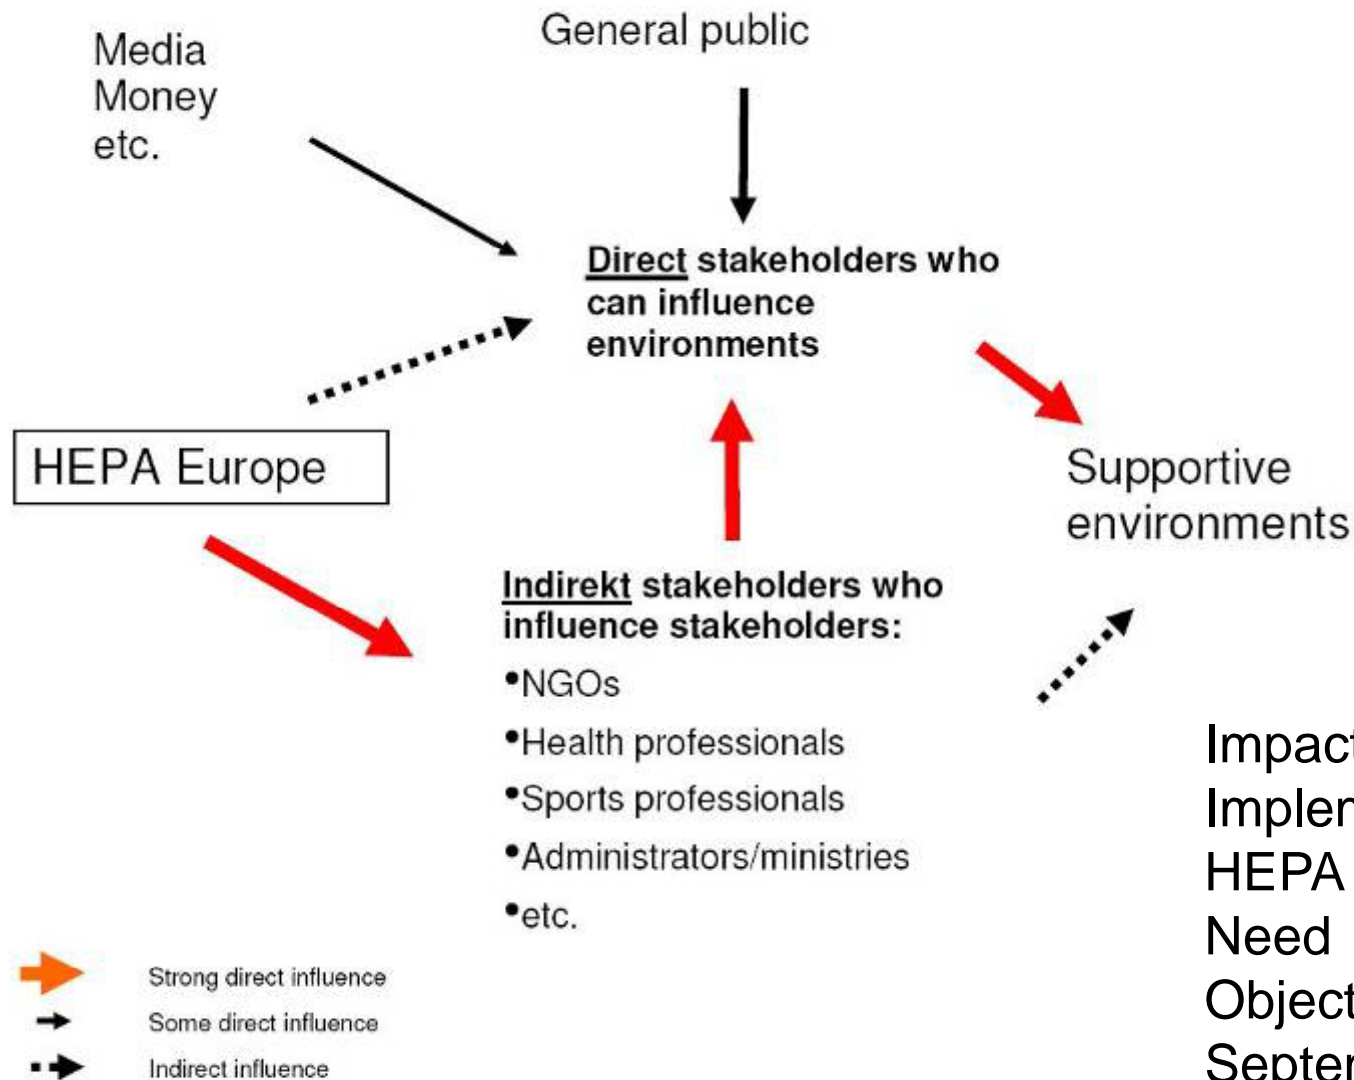 Media
Money
etc.
General public
Direct stakeholders who
can influence
environments
HEPA Europe
Supportive
environments
Indirekt stakeholders who
influence stakeholders:
•NGOs
•Health professionals
•Sports professionals
•Administrators/ministries
•etc.
Strong direct influence
Some direct influence
Indirect influence
HEPA
Need